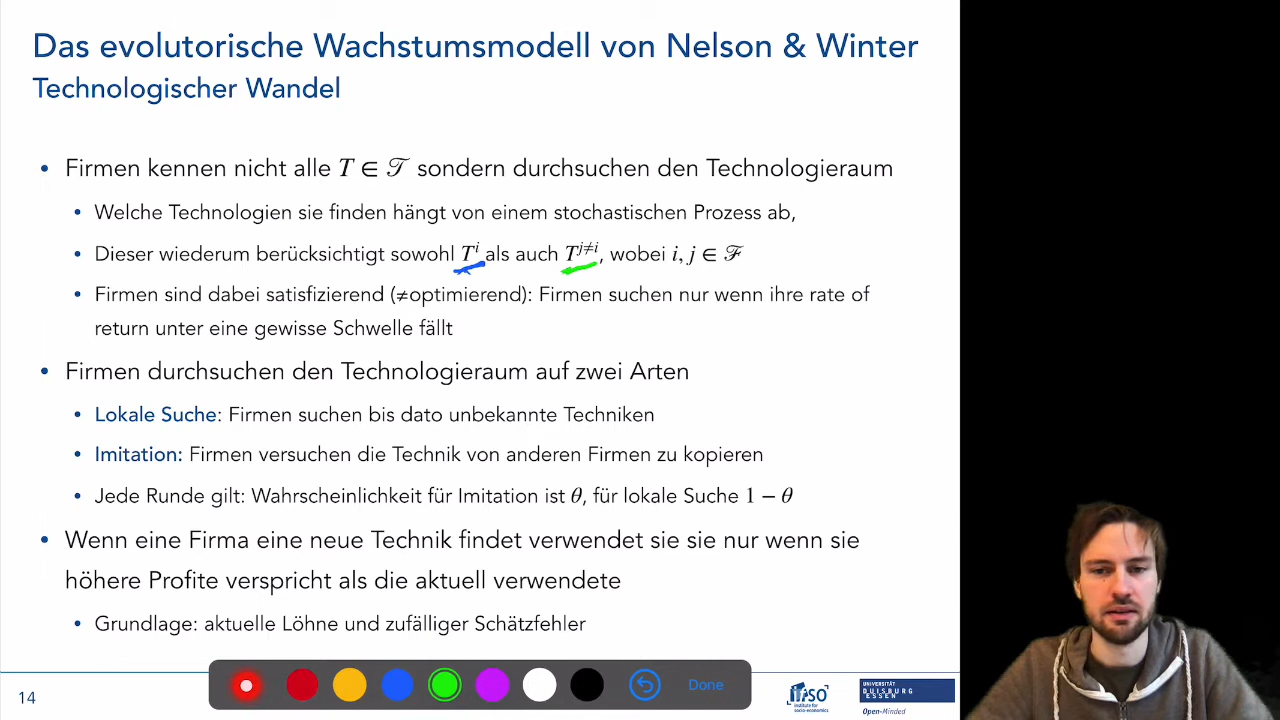 Das evolutorische Wachstumsmodell von Nelson & Winter
Technologischer Wandel
• Firmen kennen nicht alle T ∈ 𝒯 sondern durchsuchen den Technologieraum
• Welche Technologien sie finden hängt von einem stochastischen Prozess ab,
• Dieser wiederum berücksichtigt sowohl Tⁱ als auch T^{j≠i}, wobei i, j ∈ ℱ
• Firmen sind dabei satisfizierend (≠optimierend): Firmen suchen nur wenn ihre rate of
return unter eine gewisse Schwelle fällt
• Firmen durchsuchen den Technologieraum auf zwei Arten
• Lokale Suche: Firmen suchen bis dato unbekannte Techniken
• Imitation: Firmen versuchen die Technik von anderen Firmen zu kopieren
• Jede Runde gilt: Wahrscheinlichkeit für Imitation ist θ, für lokale Suche 1 − θ
• Wenn eine Firma eine neue Technik findet verwendet sie sie nur wenn sie
höhere Profite verspricht als die aktuell verwendete
• Grundlage: aktuelle Löhne und zufälliger Schätzfehler
14
Done
ifso
institute for
socio-economics
UNIVERSITÄT
DUISBURG
ESSEN
Open-Minded